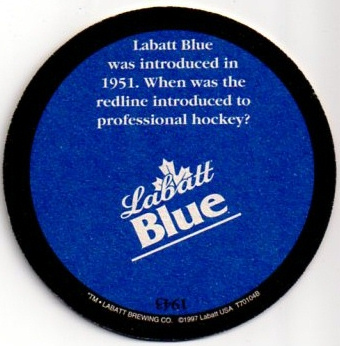 Labatt Blue
was introduced in
1951. When was the
redline introduced to
professional hockey?
Labatt
Blue
1943
™• LABATT BREWING CO. ©1997 Labatt USA T70104B